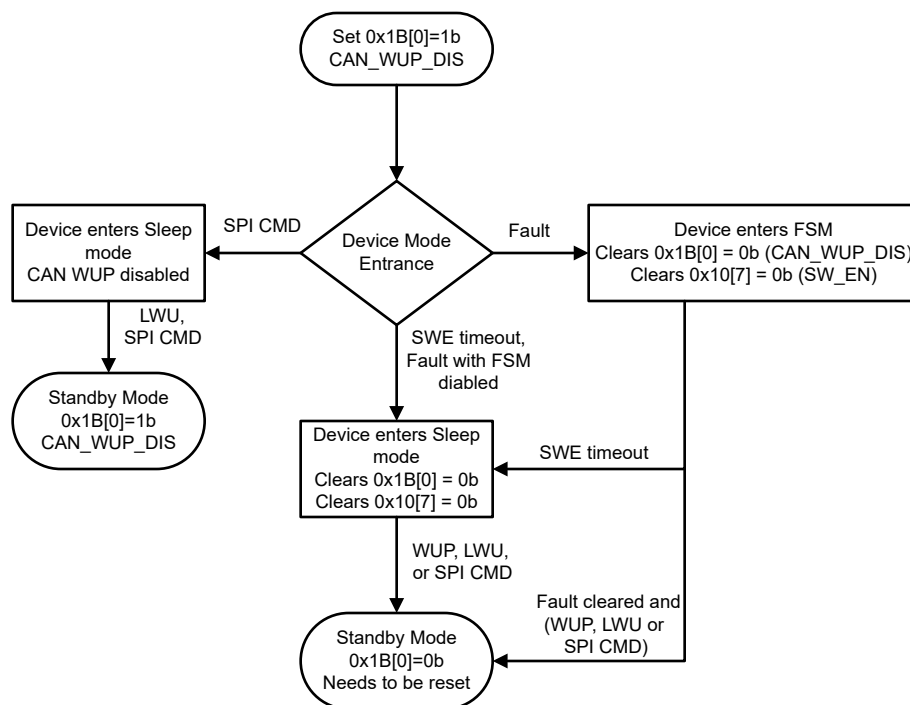 Set 0x1B[0]=1b
CAN_WUP_DIS
Device Mode
Entrance
SPI CMD
Fault
Device enters Sleep
mode
CAN WUP disabled
Device enters FSM
Clears 0x1B[0] = 0b (CAN_WUP_DIS)
Clears 0x10[7] = 0b (SW_EN)
LWU,
SPI CMD
SWE timeout,
Fault with FSM
diabled
Standby Mode
0x1B[0]=1b
CAN_WUP_DIS
Device enters Sleep
mode
Clears 0x1B[0] = 0b
Clears 0x10[7] = 0b
SWE timeout
WUP, LWU,
or SPI CMD
Fault cleared and
(WUP, LWU or
SPI CMD)
Standby Mode
0x1B[0]=0b
Needs to be reset